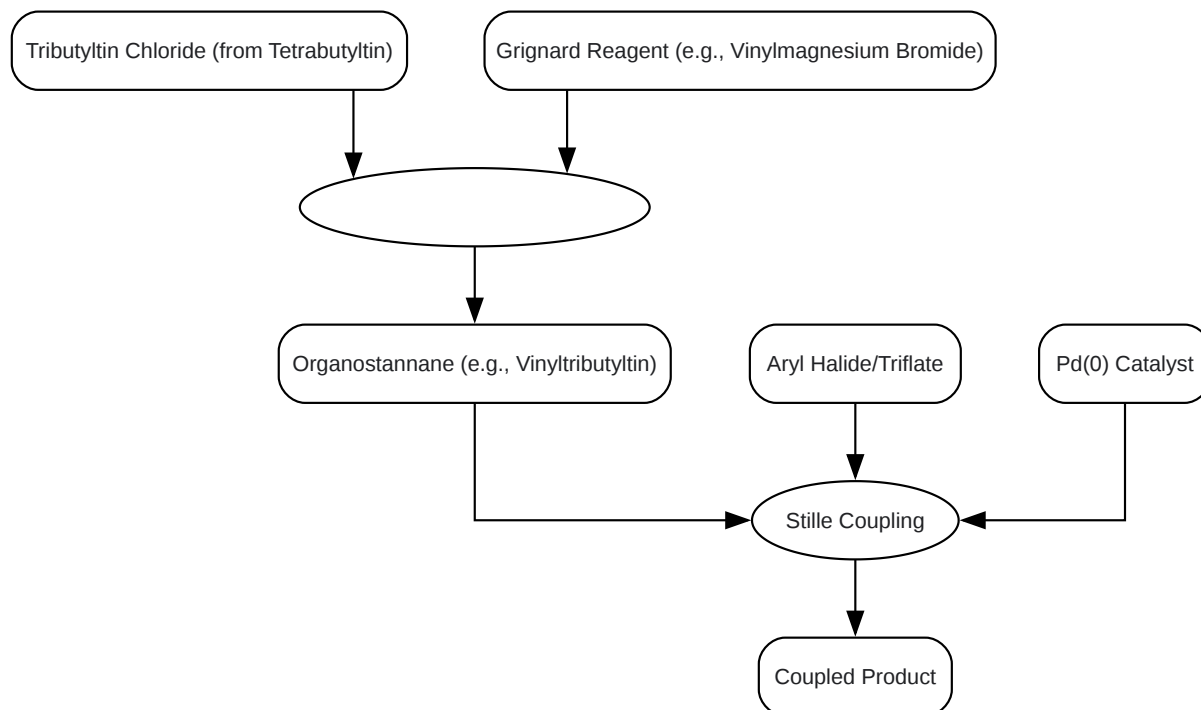 Tributyltin Chloride (from Tetrabutyltin)
Grignard Reagent (e.g., Vinylmagnesium Bromide)
Organostannane (e.g., Vinyltributyltin)
Aryl Halide/Triflate
Pd(0) Catalyst
Stille Coupling
Coupled Product